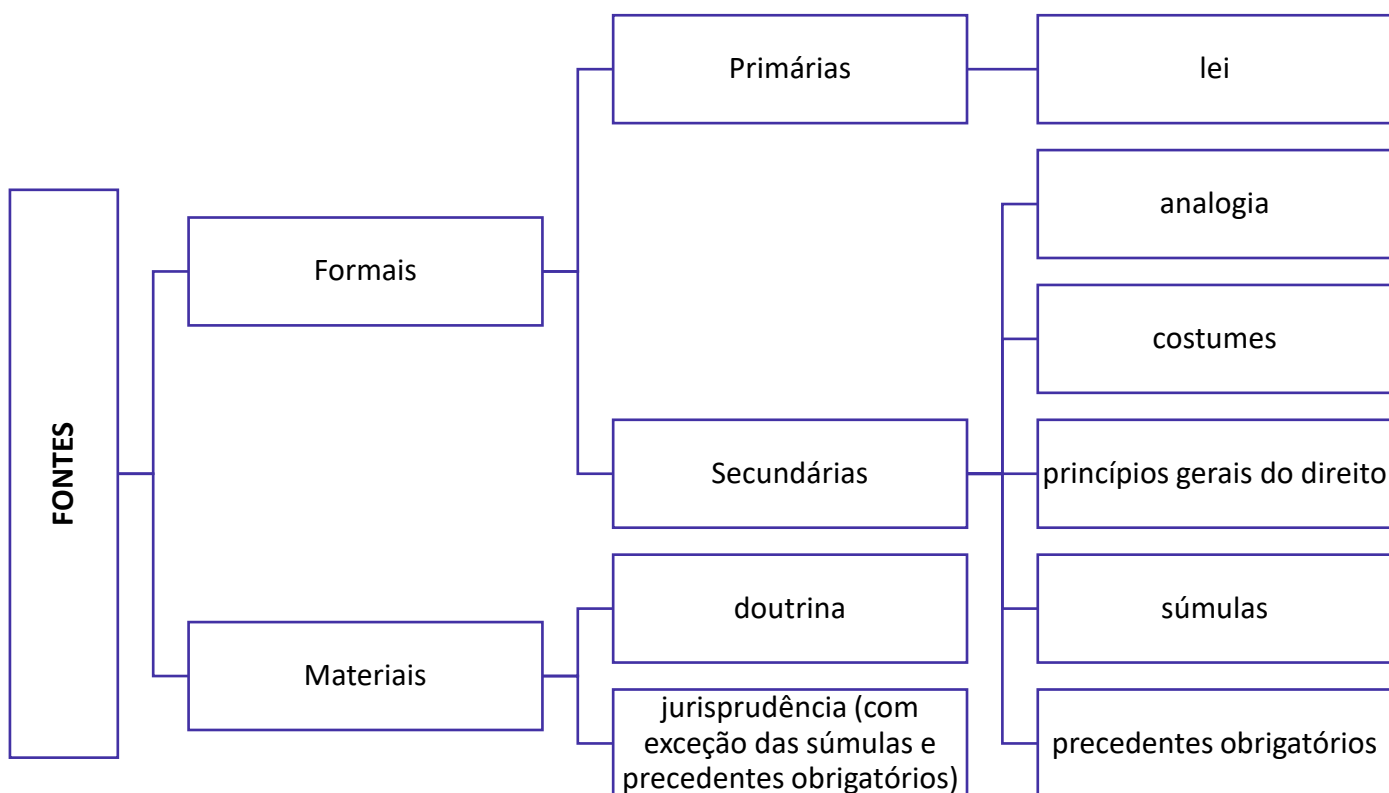 FONTES
Formais
Primárias
lei
Secundárias
analogia
costumes
princípios gerais do direito
súmulas
precedentes obrigatórios
Materiais
doutrina
jurisprudência (com
exceção das súmulas e
precedentes obrigatórios)